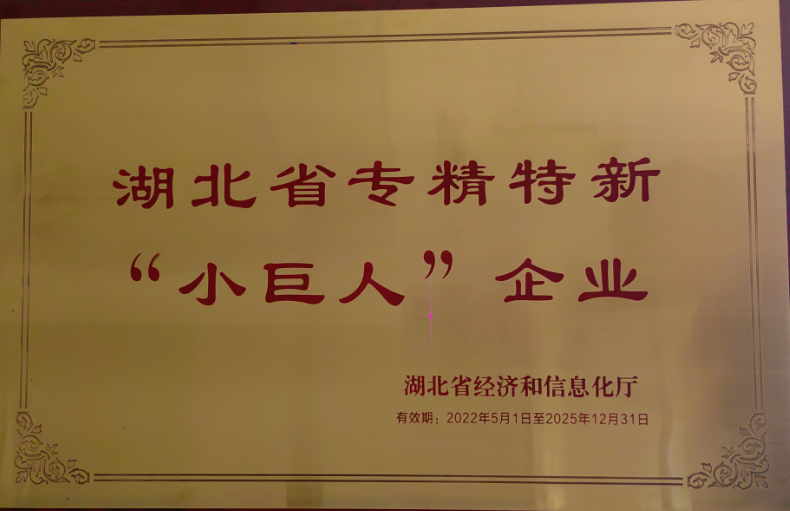 湖北省专精特新
“小巨人”企业
湖北省经济和信息化厅
有效期：2022年5月1日至2025年12月31日